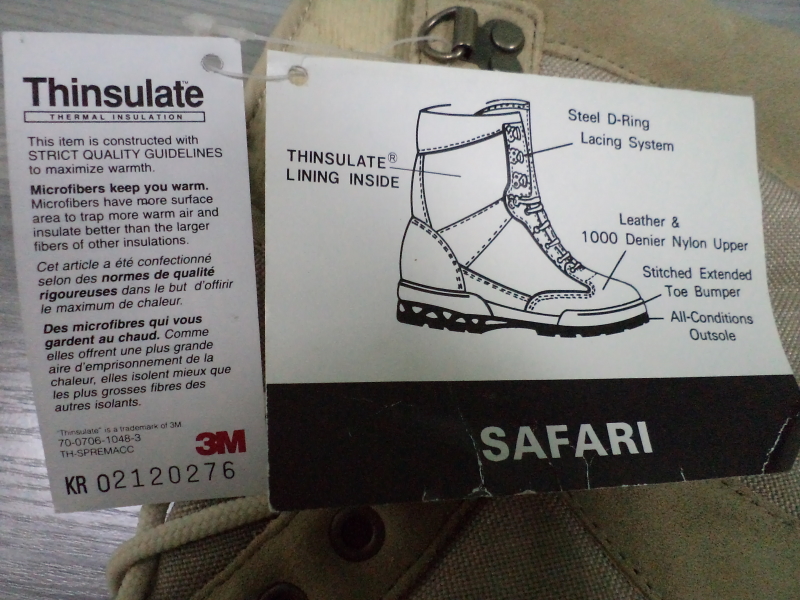 Thinsulate™
THERMAL INSULATION
This item is constructed with
STRICT QUALITY GUIDELINES
to maximize warmth.
Microfibers keep you warm.
Microfibers have more surface
area to trap more warm air and
insulate better than the larger
fibers of other insulations.
Cet article a été confectionné
selon des normes de qualité
rigoureuses dans le but d'offirir
le maximum de chaleur.
Des microfibres qui vous
gardent au chaud. Comme
elles offrent une plus grande
aire d'emprisonnement de la
chaleur, elles isolent mieux que
les plus grosses fibres des
autres isolants.
"Thinsulate" is a trademark of 3M
70-0706-1048-3
TH-SPREMACC
3M
KR 02120276
THINSULATE®
LINING INSIDE
Steel D-Ring
Lacing System
Leather &
1000 Denier Nylon Upper
Stitched Extended
Toe Bumper
All-Conditions
Outsole
SAFARI